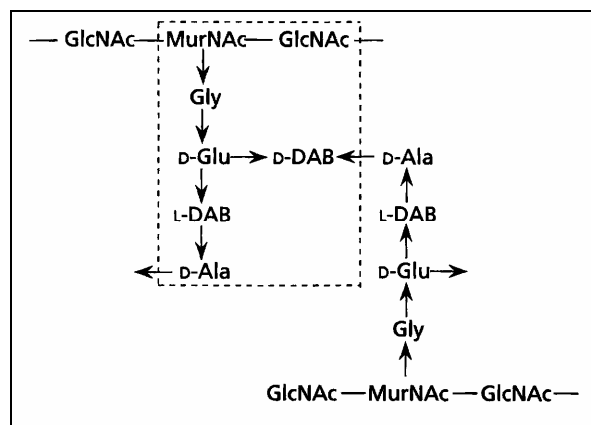 GlcNAc MurNAc GlcNAc
Gly
D-Glu D-DAB D-Ala
L-DAB L-DAB
D-Ala D-Glu
Gly
GlcNAc MurNAc GlcNAc